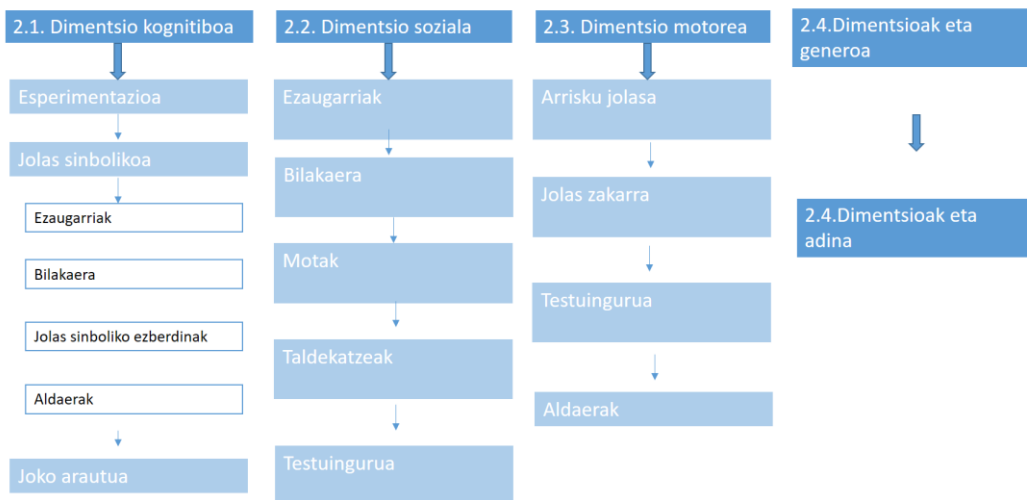 2.1. Dimentsio kognitiboa
Esperimentazioa
Jolas sinbolikoa
Ezaugarriak
Bilakaera
Jolas sinboliko ezberdinak
Aldaerak
Joko arautua
2.2. Dimentsio soziala
Ezaugarriak
Bilakaera
Motak
Taldekatzeak
Testuingurua
2.3. Dimentsio motorea
Arrisku jolasa
Jolas zakarra
Testuingurua
Aldaerak
2.4.Dimentsioak eta
generoa
2.4.Dimentsioak eta
adina